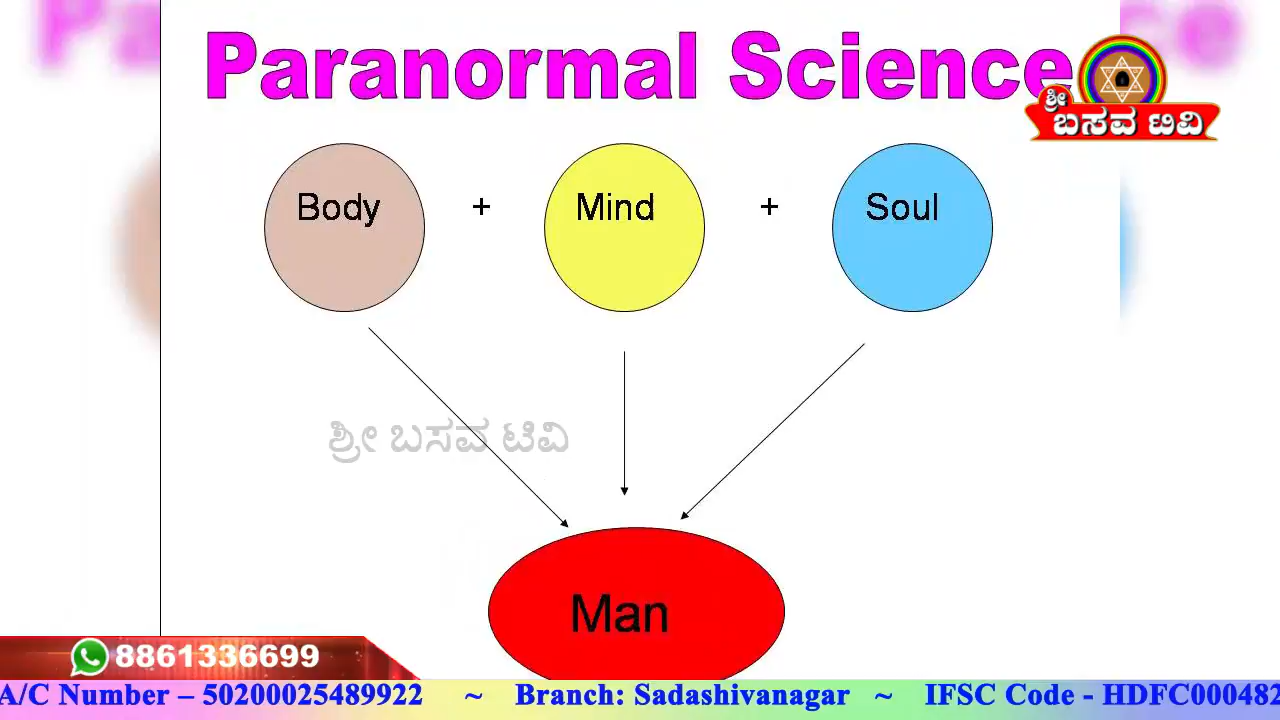 Paranormal Science
ಶ್ರೀ
ಬಸವ ಟಿವಿ
Body + Mind + Soul
ಶ್ರೀ ಬಸವ ಟಿವಿ
Man
8861336699
A/C Number – 50200025489922 ~ Branch: Sadashivanagar ~ IFSC Code - HDFC000482